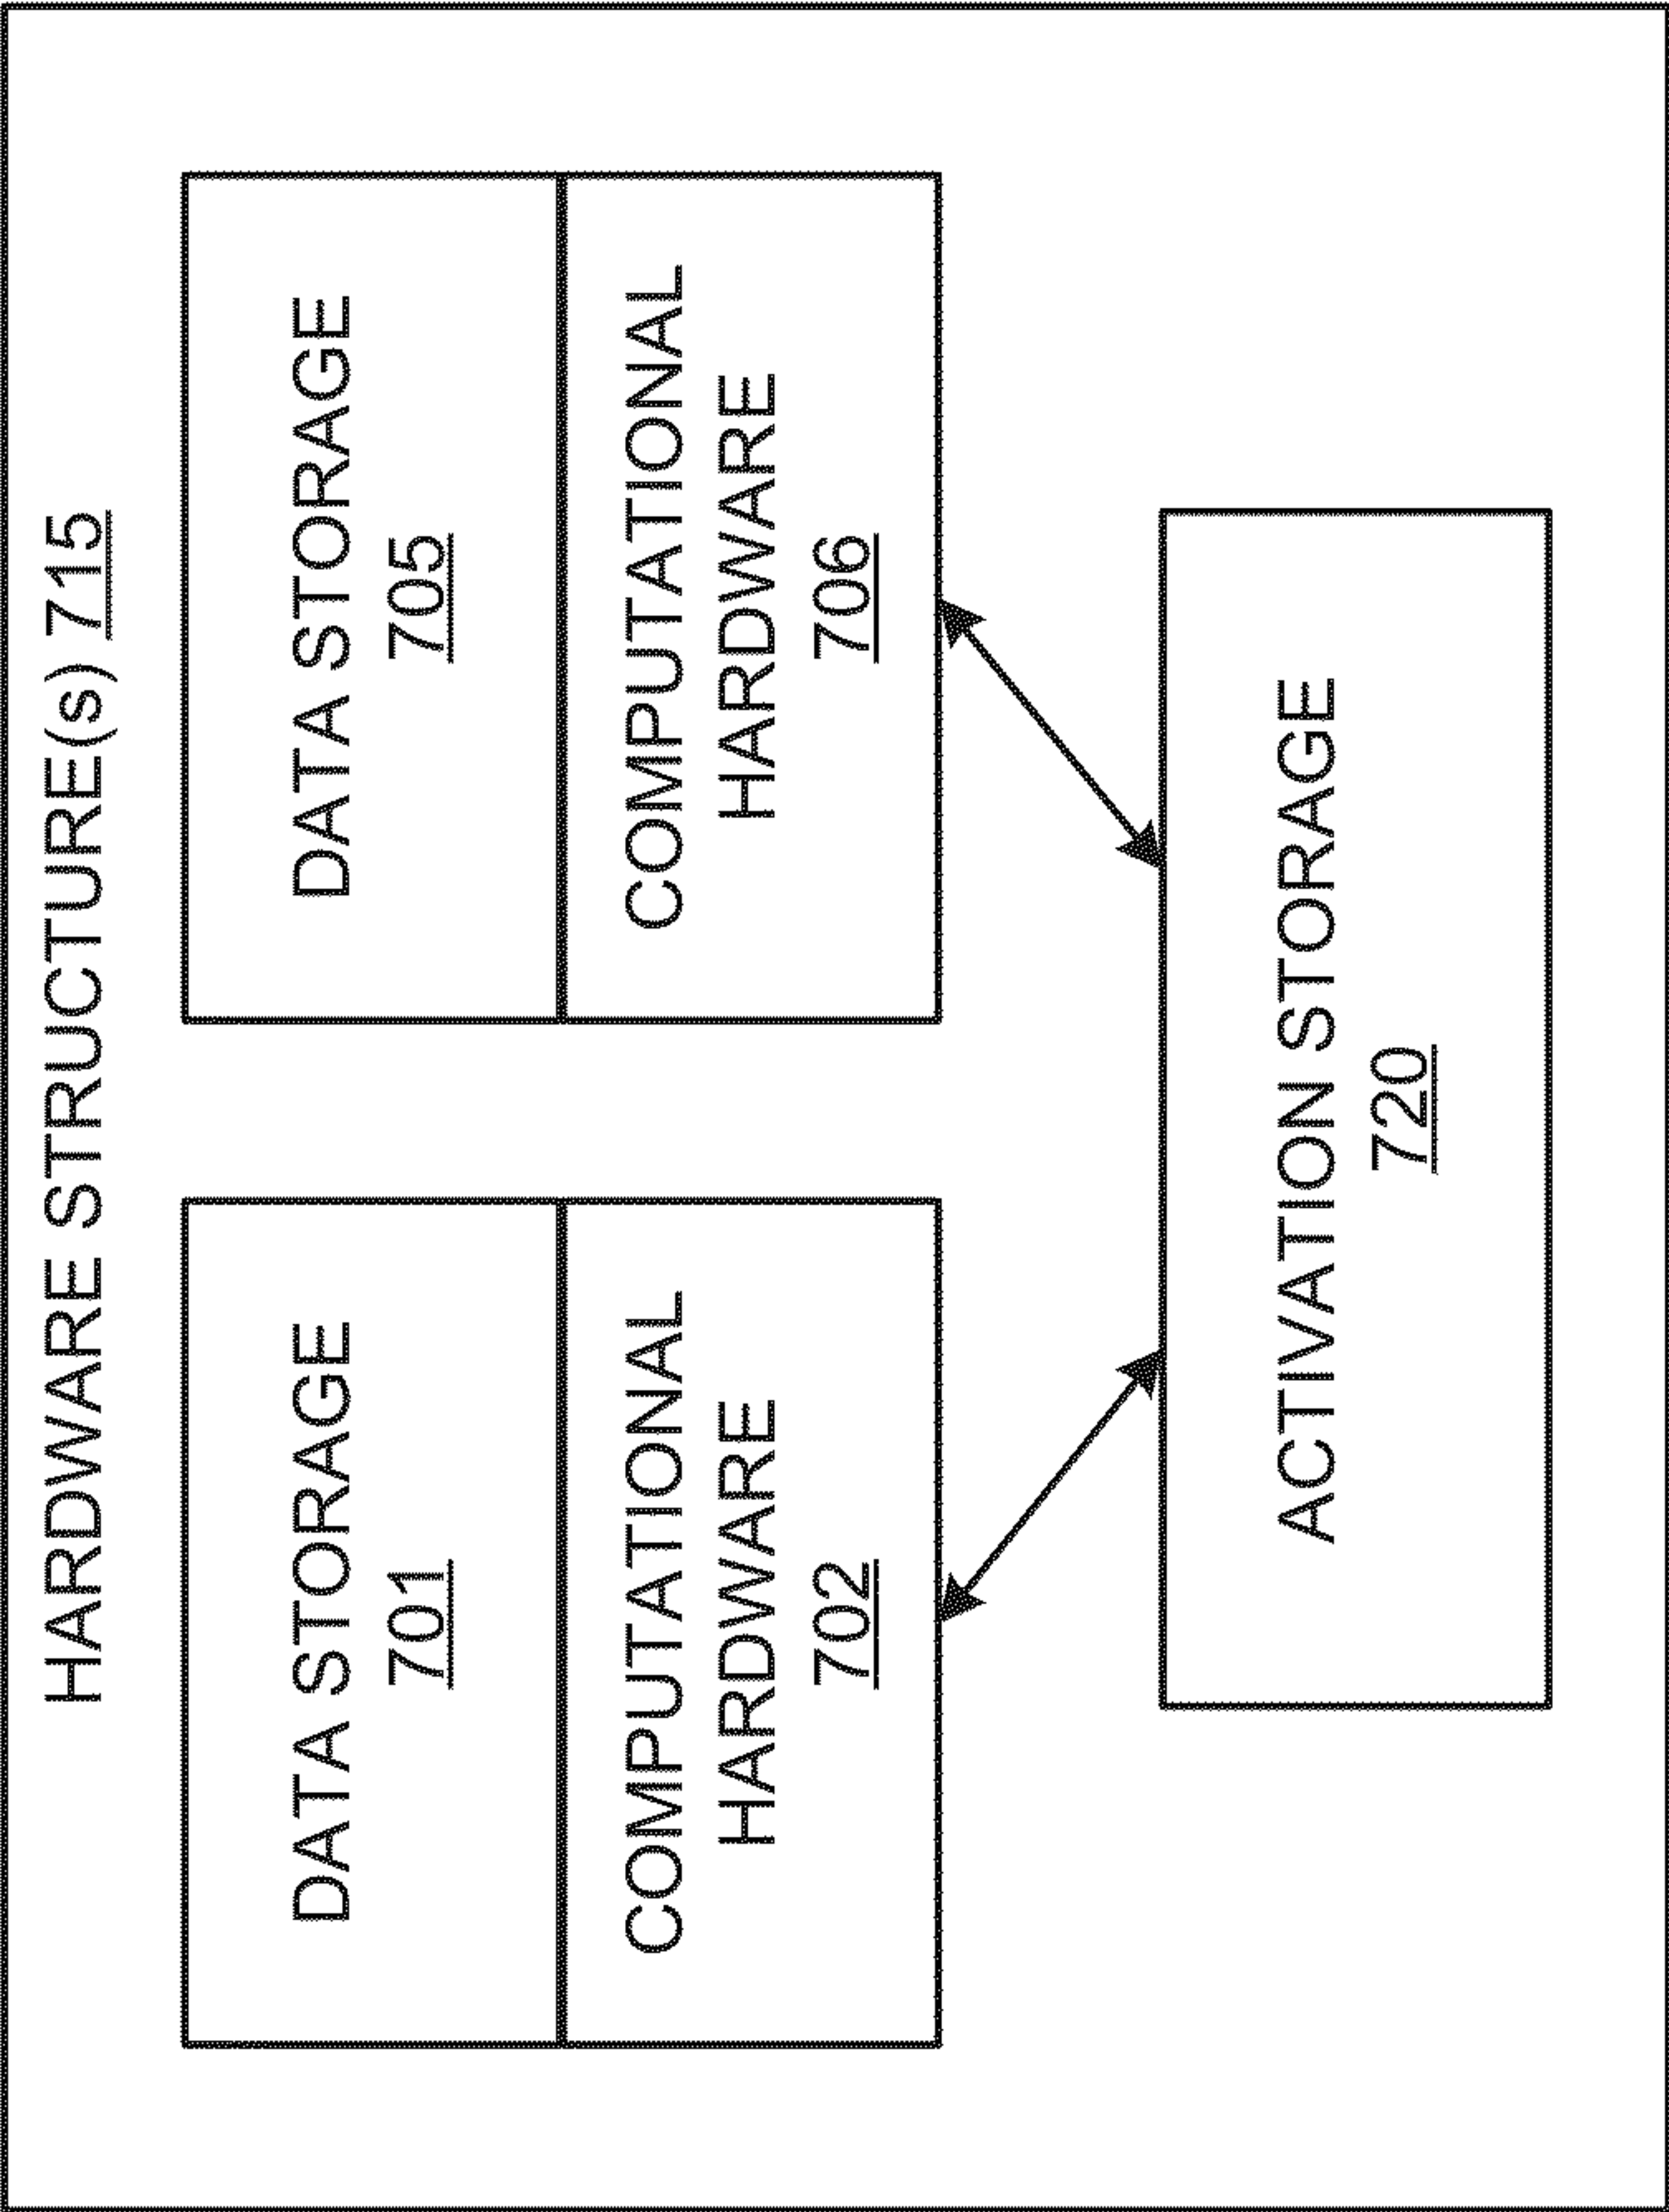 HARDWARE STRUCTURE(s) 715
DATA STORAGE
701
COMPUTATIONAL
HARDWARE
702
DATA STORAGE
705
COMPUTATIONAL
HARDWARE
706
ACTIVATION STORAGE
720